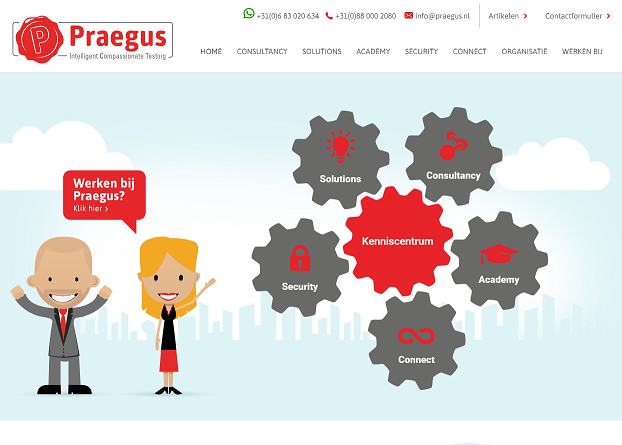 +31(0)6 83 020 634 +31(0)88 000 2080 info@praegus.nl Artikelen Contactformulier
P Praegus
Intelligent Compassionate Testing
HOME CONSULTANCY SOLUTIONS ACADEMY SECURITY CONNECT ORGANISATIE WERKEN BIJ
Solutions
Consultancy
Werken bij
Praegus?
Klik hier
Kenniscentrum
Security
Academy
Connect